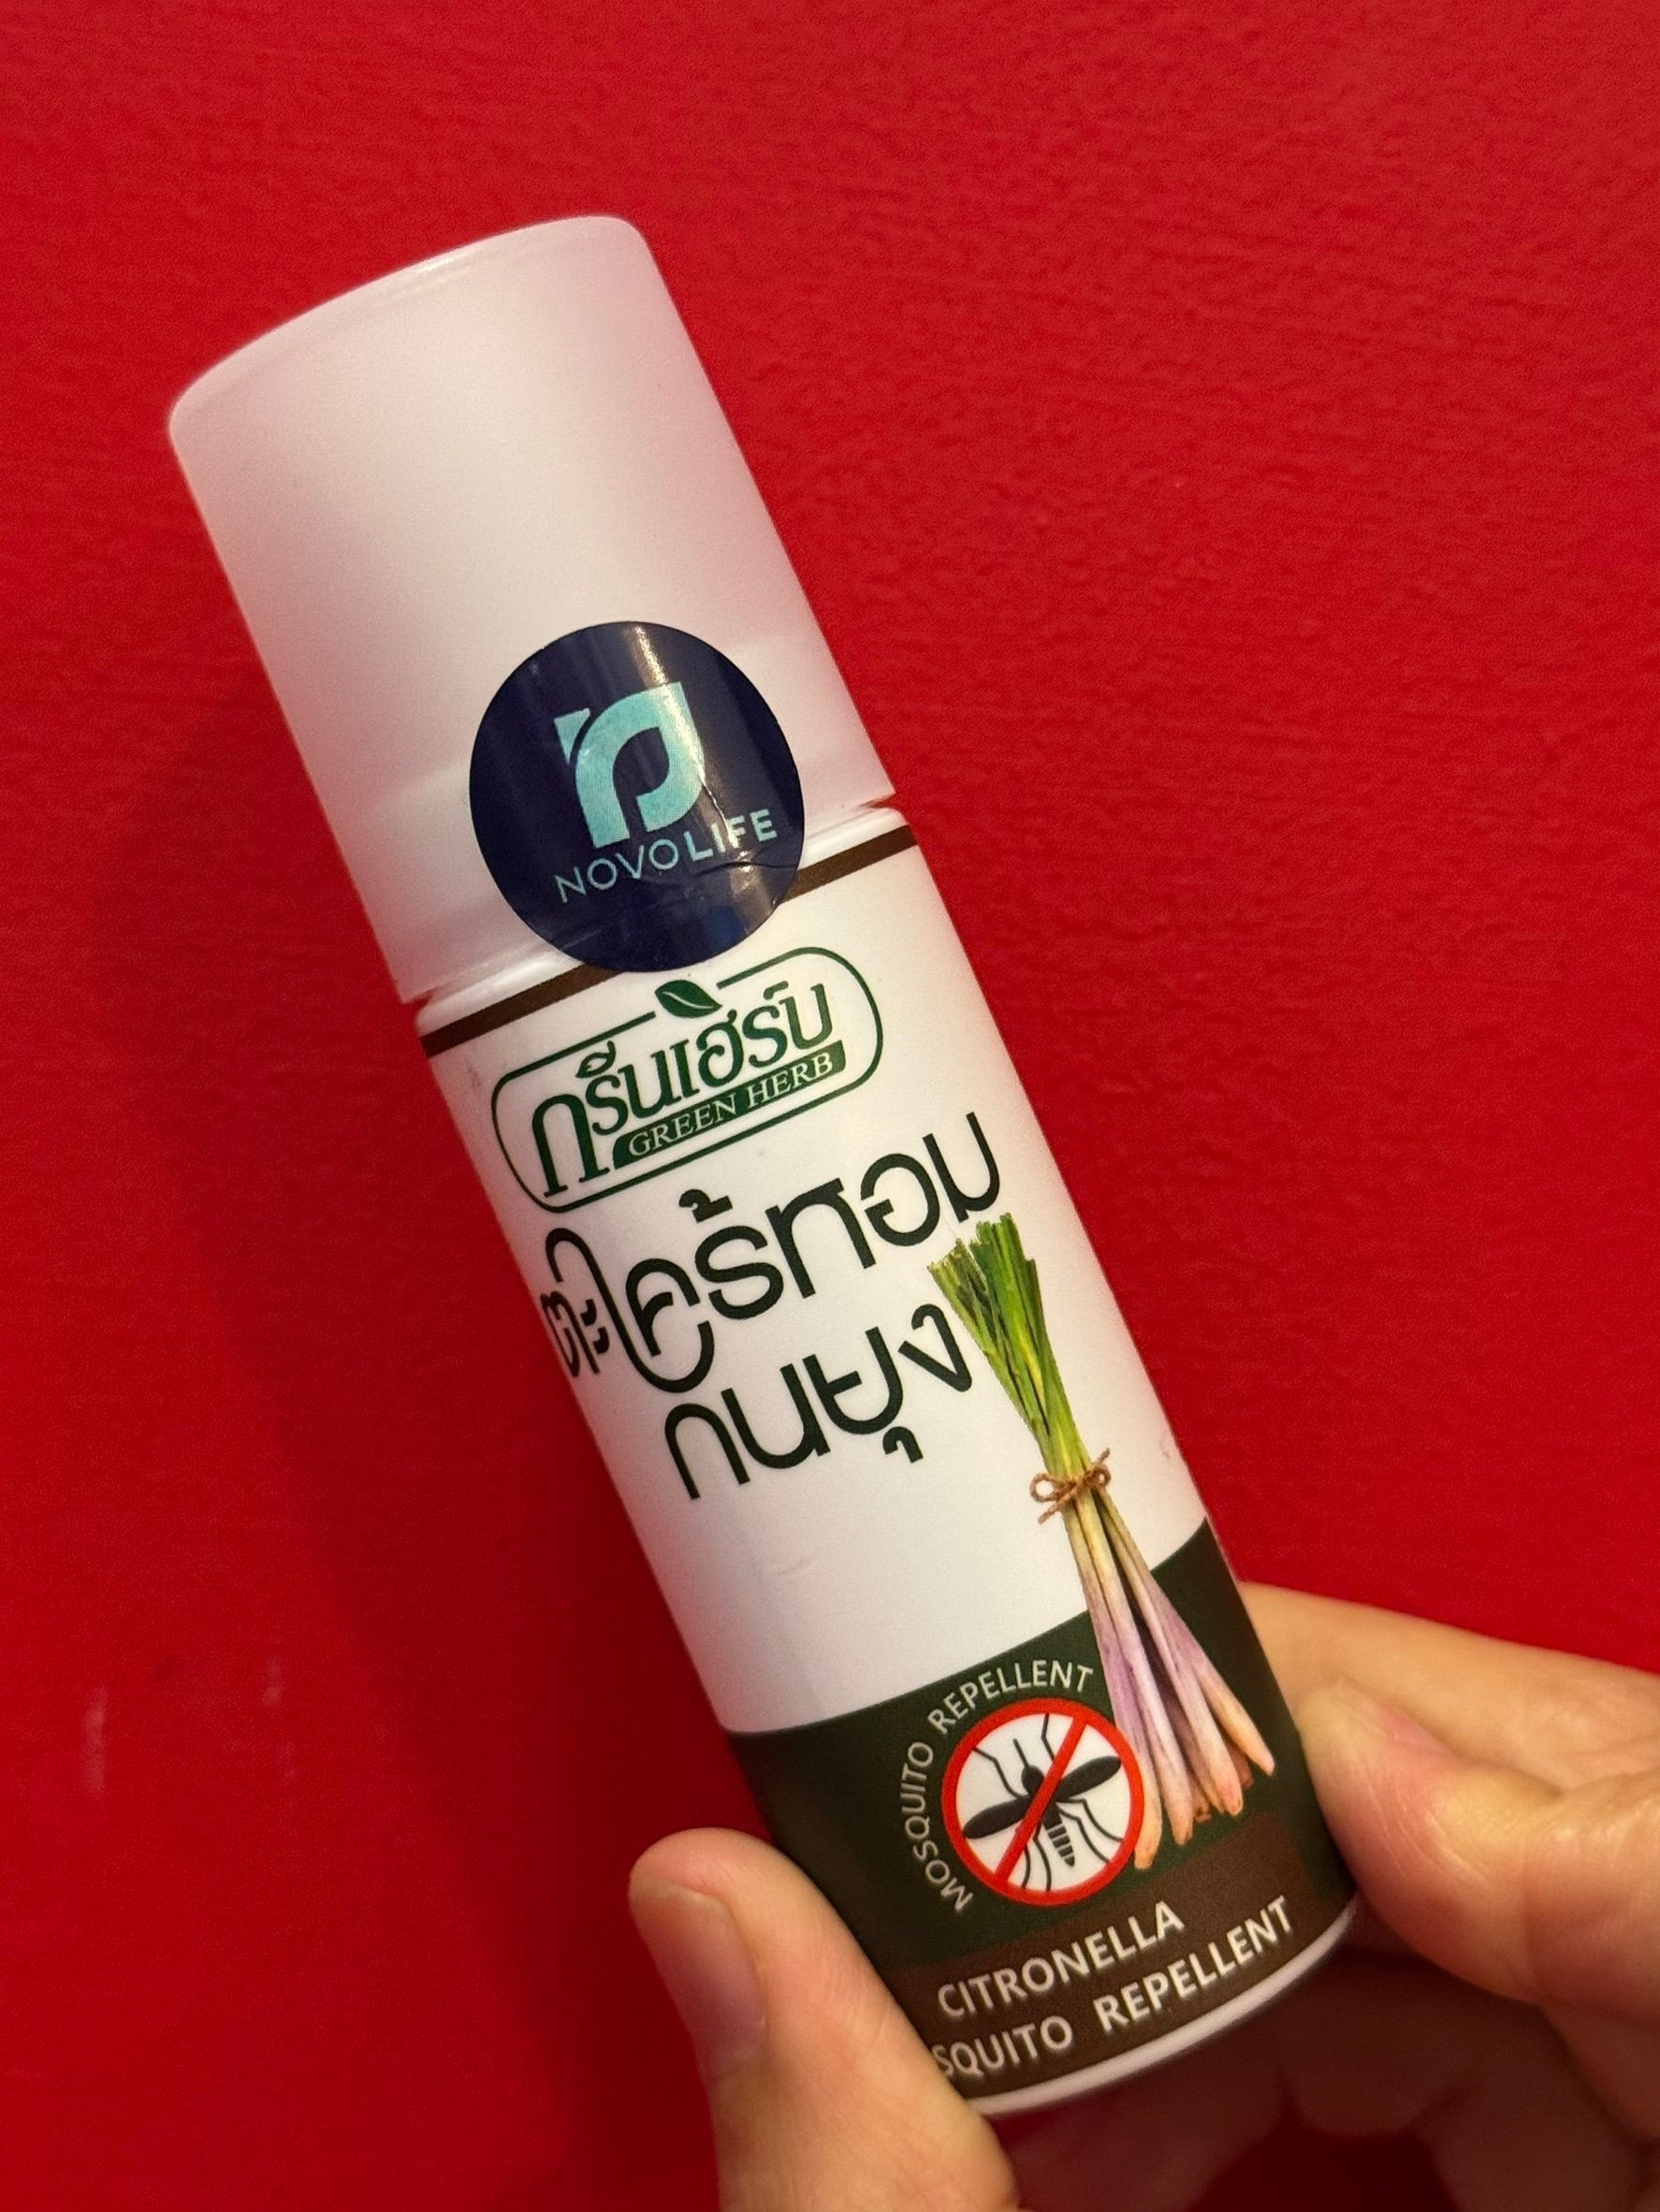 NOVOLIFE
กรีนเฮิร์บ
GREEN HERB
ตะไคร้หอม
กันยุง
MOSQUITO REPELLENT
CITRONELLA
SQUITO REPELLENT